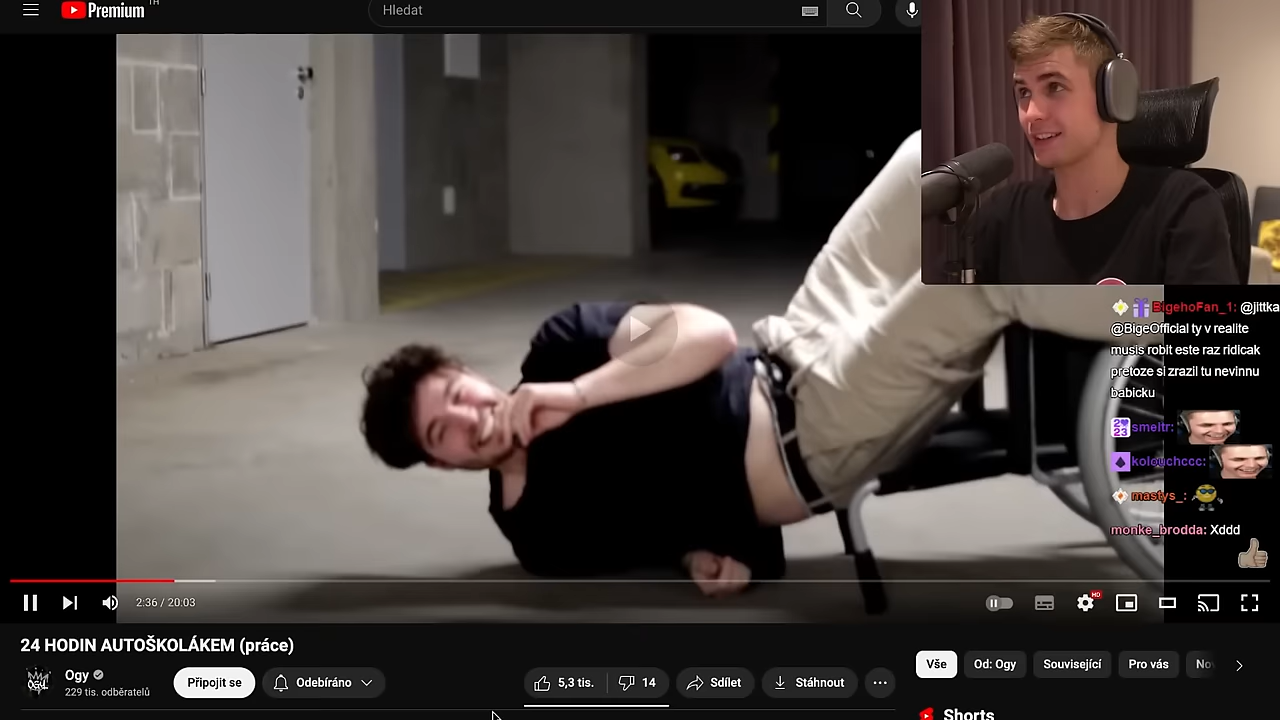 Premium TH
Hledat
BigehoFan_1: @jittka
@BigeOfficial ty v realite
musis robit este raz ridicak
pretoze si zrazil tu nevinnu
babicku
smeltr:
kolouchccc:
mastys_:
monke_brodda: Xddd
2:36 / 20:03
HD
24 HODIN AUTOŠKOLÁKEM (práce)
Ogy
229 tis. odběratelů
Připojit se
Odebíráno
5,3 tis.
14
Sdílet
Stáhnout
Vše
Od: Ogy
Související
Pro vás
Shorts